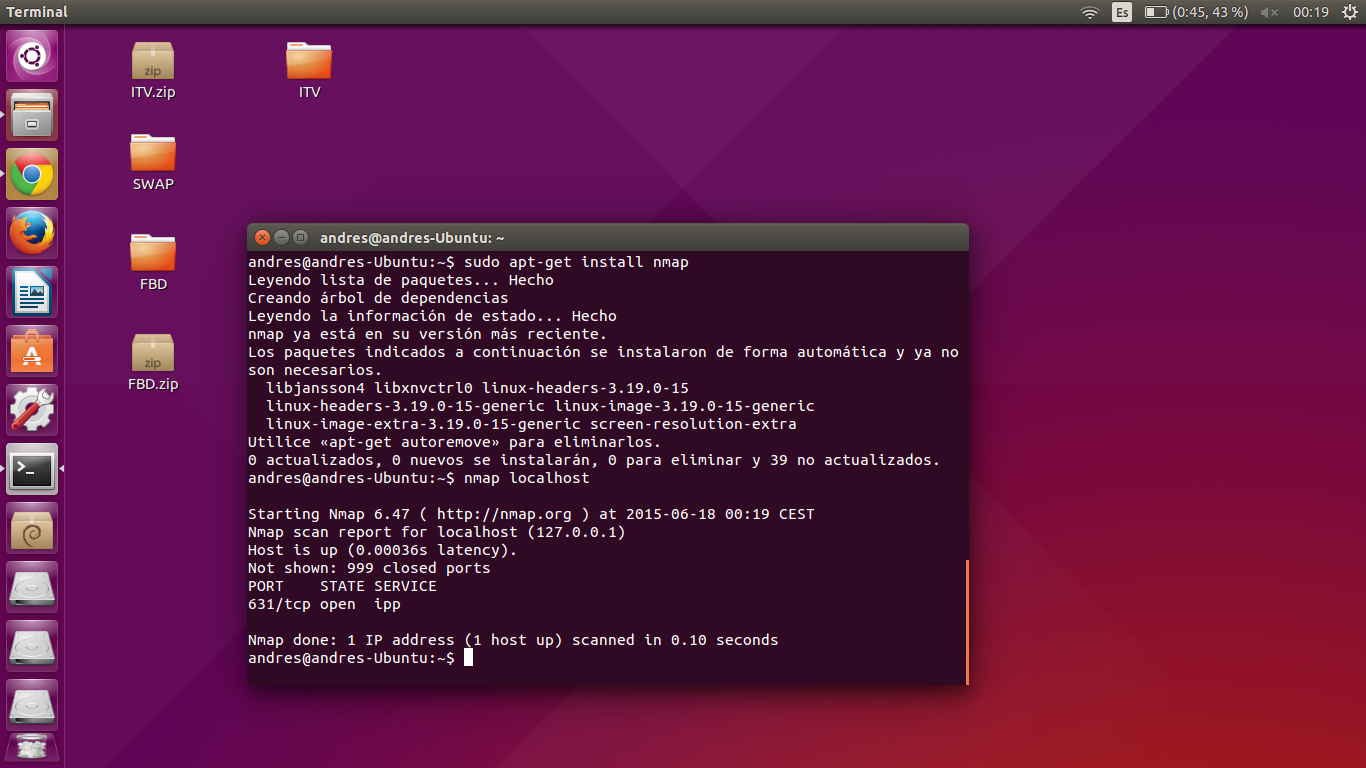 Terminal
Es
(0:45, 43 %)
00:19
zip
ITV.zip
ITV
SWAP
FBD
zip
FBD.zip
andres@andres-Ubuntu: ~
andres@andres-Ubuntu:~$ sudo apt-get install nmap
Leyendo lista de paquetes... Hecho
Creando árbol de dependencias
Leyendo la información de estado... Hecho
nmap ya está en su versión más reciente.
Los paquetes indicados a continuación se instalaron de forma automática y ya no
son necesarios.
  libjansson4 libxnvctrl0 linux-headers-3.19.0-15
  linux-headers-3.19.0-15-generic linux-image-3.19.0-15-generic
  linux-image-extra-3.19.0-15-generic screen-resolution-extra
Utilice «apt-get autoremove» para eliminarlos.
0 actualizados, 0 nuevos se instalarán, 0 para eliminar y 39 no actualizados.
andres@andres-Ubuntu:~$ nmap localhost

Starting Nmap 6.47 ( http://nmap.org ) at 2015-06-18 00:19 CEST
Nmap scan report for localhost (127.0.0.1)
Host is up (0.00036s latency).
Not shown: 999 closed ports
PORT    STATE SERVICE
631/tcp open  ipp

Nmap done: 1 IP address (1 host up) scanned in 0.10 seconds
andres@andres-Ubuntu:~$